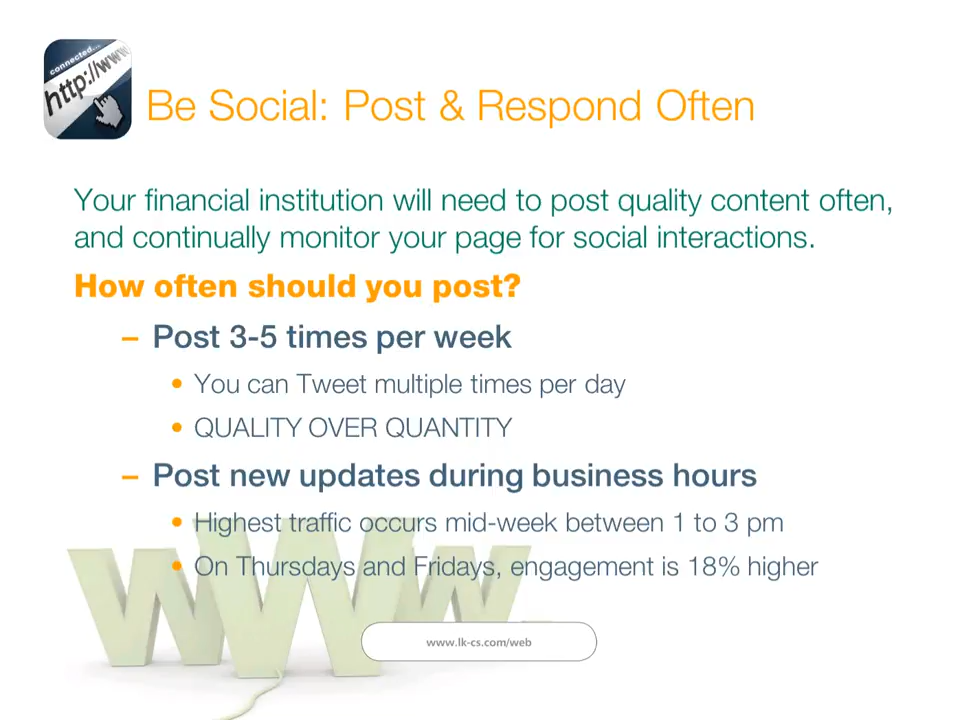 connected...
http://www
Be Social: Post & Respond Often
Your financial institution will need to post quality content often,
and continually monitor your page for social interactions.
How often should you post?
– Post 3-5 times per week
• You can Tweet multiple times per day
• QUALITY OVER QUANTITY
– Post new updates during business hours
• Highest traffic occurs mid-week between 1 to 3 pm
• On Thursdays and Fridays, engagement is 18% higher
www
www.lk-cs.com/web